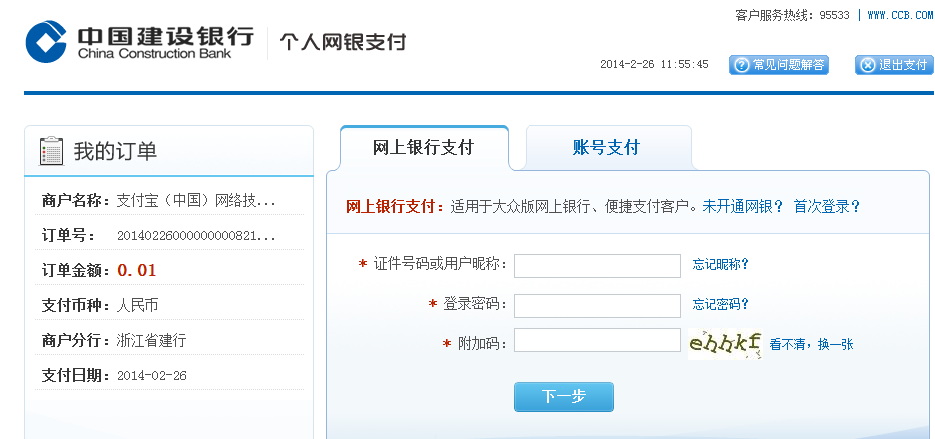 客户服务热线：95533 | WWW.CCB.COM
中国建设银行 个人网银支付
China Construction Bank
2014-2-26 11:55:45 常见问题解答 退出支付
我的订单
商户名称：支付宝（中国）网络技...
订单号： 20140226000000000821...
订单金额：0.01
支付币种：人民币
商户分行：浙江省建行
支付日期：2014-02-26
网上银行支付 账号支付
网上银行支付：适用于大众版网上银行、便捷支付客户。未开通网银？ 首次登录？
* 证件号码或用户昵称： 忘记昵称？
* 登录密码： 忘记密码？
* 附加码： ehhkf 看不清，换一张
下一步